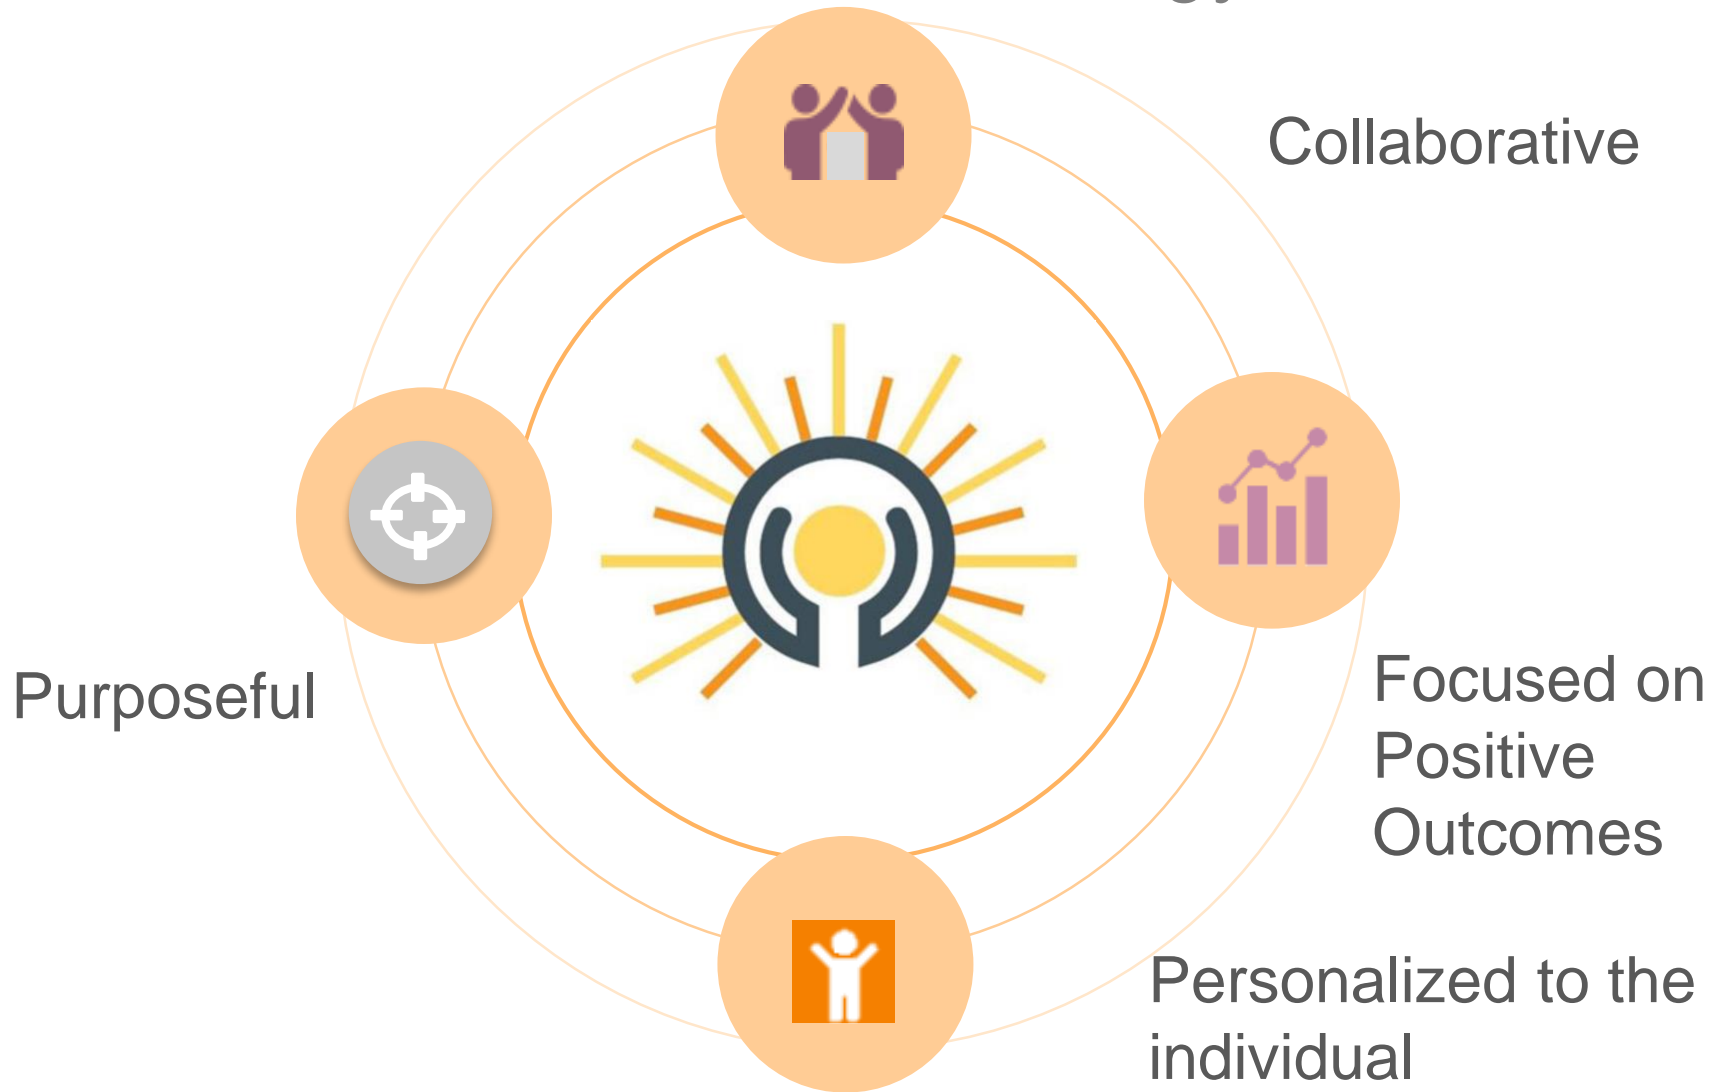 Collaborative
Purposeful
Focused on
Positive
Outcomes
Personalized to the
individual